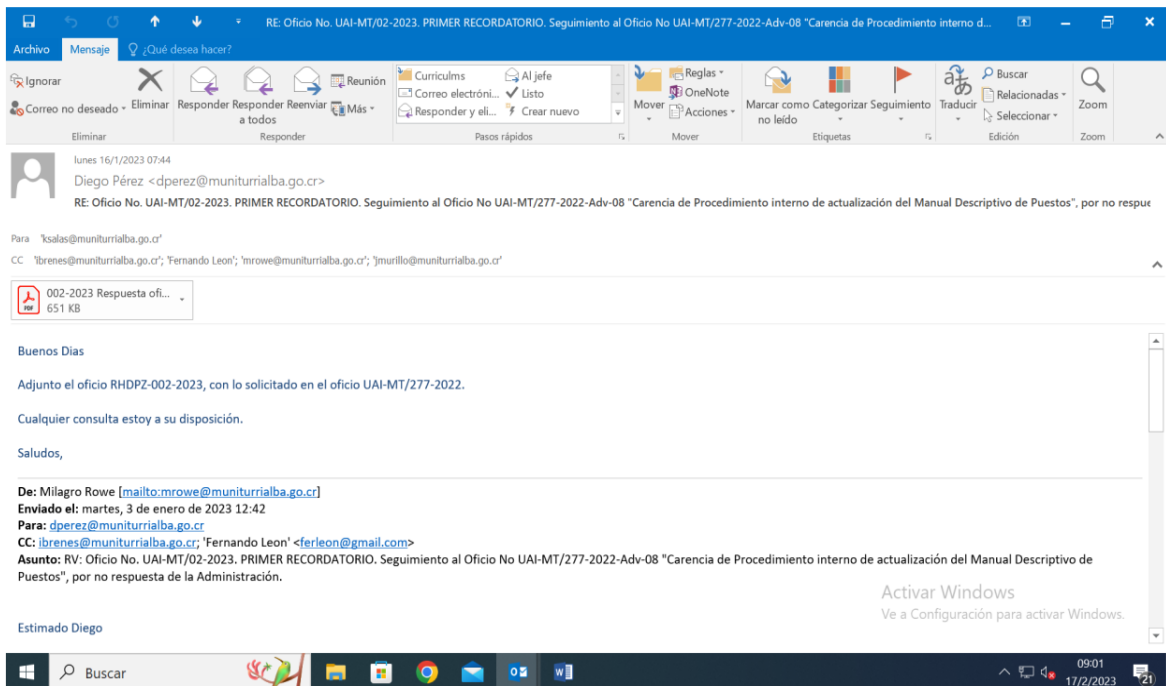 RE: Oficio No. UAI-MT/02-2023. PRIMER RECORDATORIO. Seguimiento al Oficio No UAI-MT/277-2022-Adv-08 "Carencia de Procedimiento interno d...
Archivo Mensaje ¿Qué desea hacer?
Ignorar
Correo no deseado
Eliminar
Eliminar
Responder
Responder a todos
Reenviar
Reunión
Más
Responder
Curriculms
Correo electróni...
Responder y eli...
Al jefe
Listo
Crear nuevo
Pasos rápidos
Mover
Reglas
OneNote
Acciones
Mover
Marcar como no leído
Categorizar
Seguimiento
Etiquetas
Traducir
Buscar
Relacionadas
Seleccionar
Edición
Zoom
Zoom
lunes 16/1/2023 07:44
Diego Pérez <dperez@muniturrialba.go.cr>
RE: Oficio No. UAI-MT/02-2023. PRIMER RECORDATORIO. Seguimiento al Oficio No UAI-MT/277-2022-Adv-08 "Carencia de Procedimiento interno de actualización del Manual Descriptivo de Puestos", por no respue
Para 'ksalas@muniturrialba.go.cr'
CC 'ibrenes@muniturrialba.go.cr'; 'Fernando Leon'; 'mrowe@muniturrialba.go.cr'; 'jmurillo@muniturrialba.go.cr'
PDF
002-2023 Respuesta ofi...
651 KB
Buenos Dias
Adjunto el oficio RHDPZ-002-2023, con lo solicitado en el oficio UAI-MT/277-2022.
Cualquier consulta estoy a su disposición.
Saludos,
De: Milagro Rowe [mailto:mrowe@muniturrialba.go.cr]
Enviado el: martes, 3 de enero de 2023 12:42
Para: dperez@muniturrialba.go.cr
CC: ibrenes@muniturrialba.go.cr; 'Fernando Leon' <ferleon@gmail.com>
Asunto: RV: Oficio No. UAI-MT/02-2023. PRIMER RECORDATORIO. Seguimiento al Oficio No UAI-MT/277-2022-Adv-08 "Carencia de Procedimiento interno de actualización del Manual Descriptivo de
Puestos", por no respuesta de la Administración.
Estimado Diego
Activar Windows
Ve a Configuración para activar Windows.
Buscar
09:01
17/2/2023
21